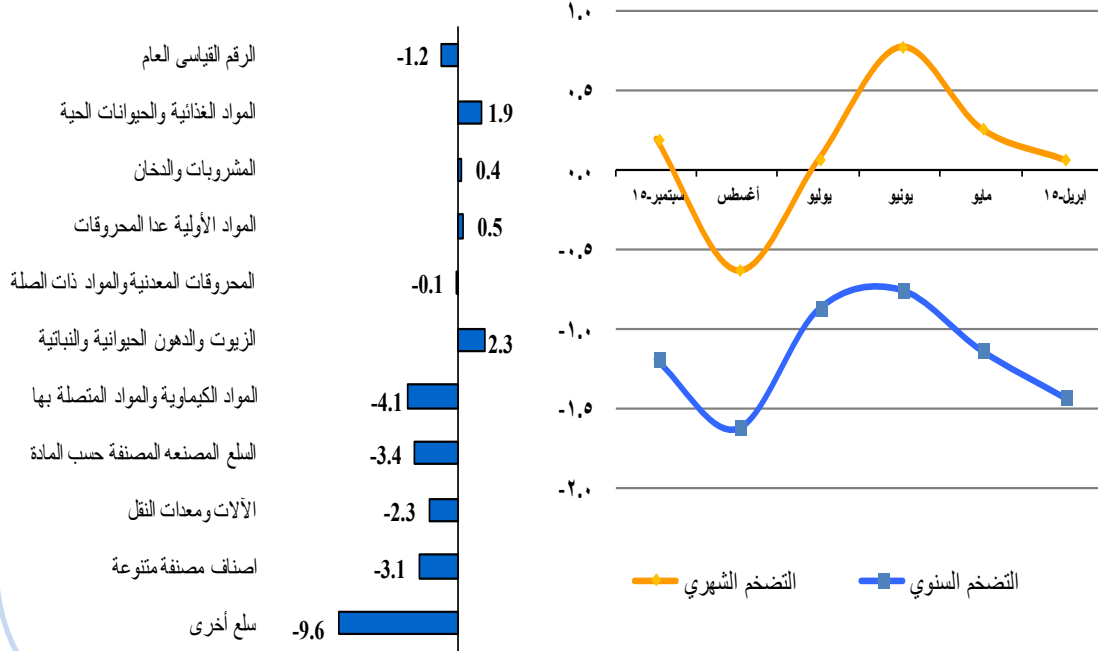 الرقم القياسى العام -1.2
المواد الغذائية والحيوانات الحية 1.9
المشروبات والدخان 0.4
المواد الأولية عدا المحروقات 0.5
المحروقات المعدنية والمواد ذات الصلة -0.1
الزيوت والدهون الحيوانية والنباتية 2.3
المواد الكيماوية والمواد المتصلة بها -4.1
السلع المصنعه المصنفة حسب المادة -3.4
الآلات ومعدات النقل -2.3
اصناف مصنفة متنوعة -3.1
سلع أخرى -9.6
١.٠
٠.٥
٠.٠
-٠.٥
-١.٠
-١.٥
-٢.٠
ابريل-١٥ مايو يونيو يوليو أغسطس سبتمبر-١٥
التضخم السنوي التضخم الشهري